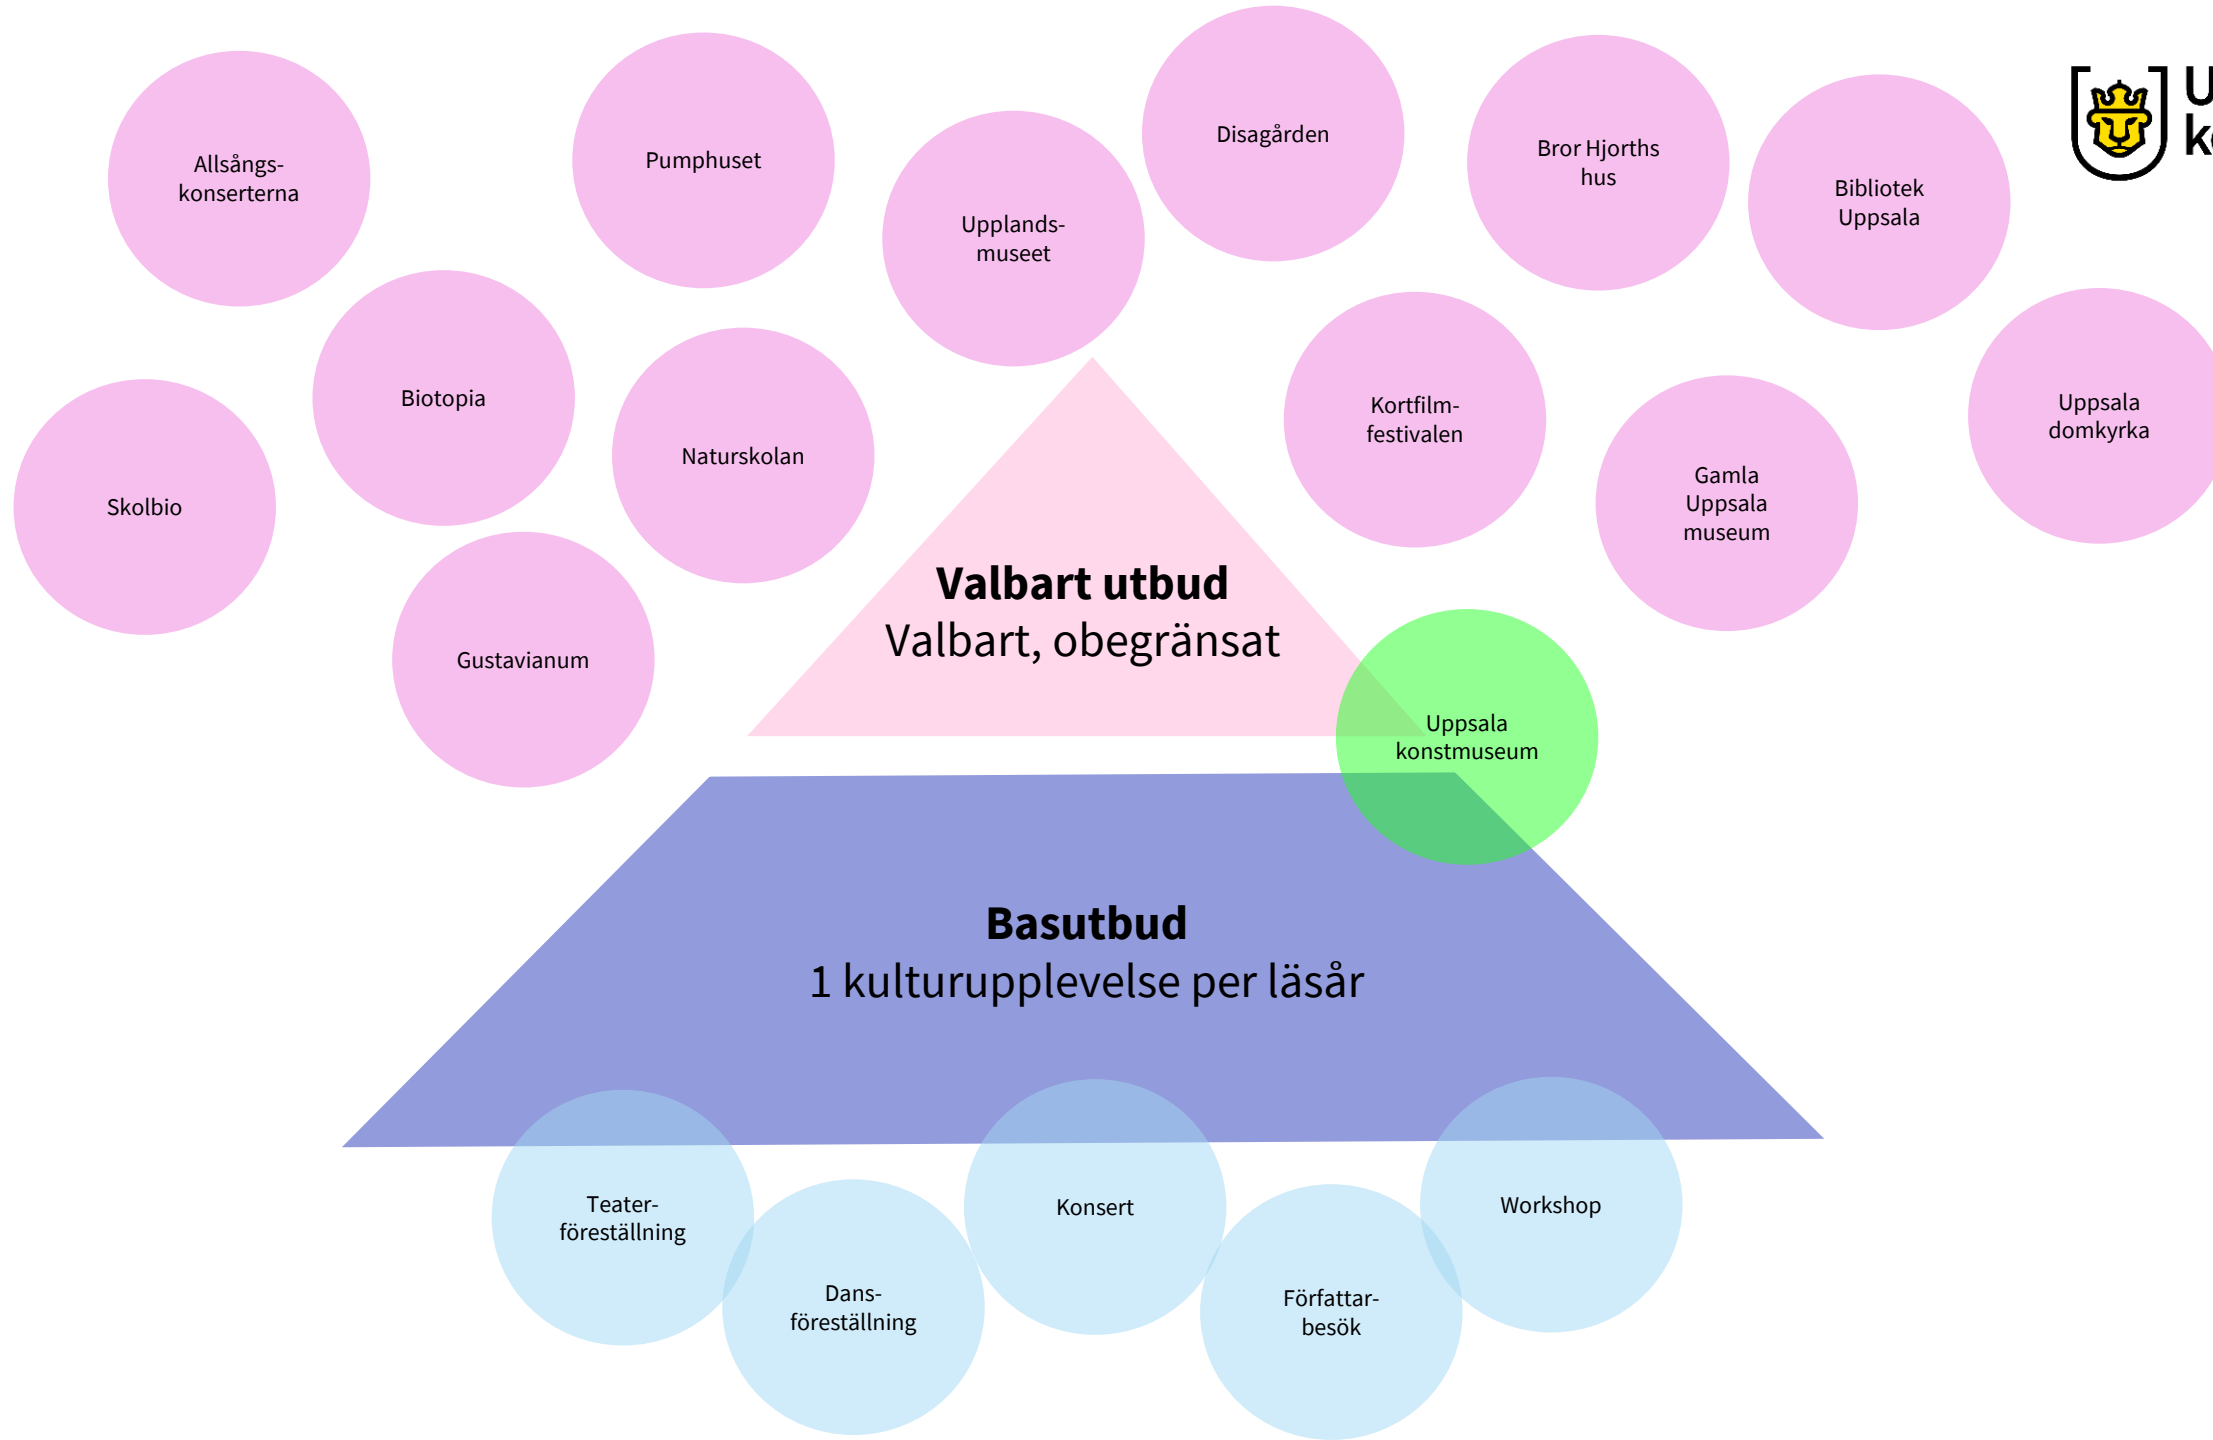 Allsångs-
konserterna
Pumphuset
Upplands-
museet
Disagården
Bror Hjorths
hus
Bibliotek
Uppsala
Skolbio
Biotopia
Naturskolan
Gustavianum
Kortfilm-
festivalen
Gamla
Uppsala
museum
Uppsala
domkyrka
Valbart utbud
Valbart, obegränsat
Uppsala
konstmuseum
Basutbud
1 kulturupplevelse per läsår
Teater-
föreställning
Dans-
föreställning
Konsert
Författar-
besök
Workshop